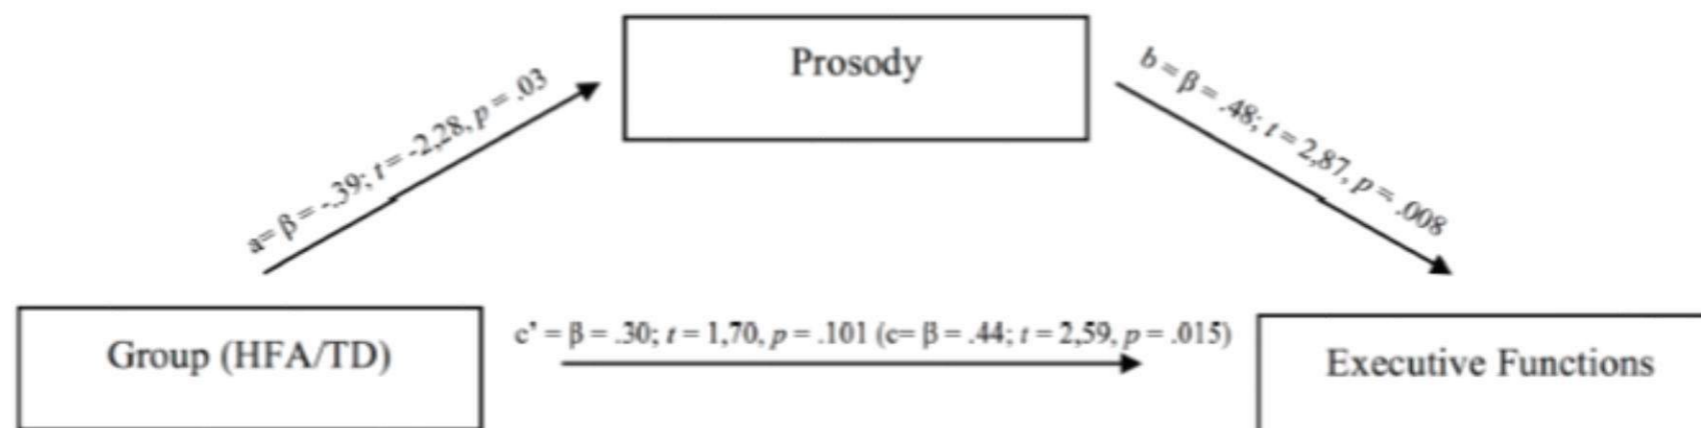 Prosody
a= β = -.39; t = -2,28, p = .03
b = β = .48; t = 2,87, p = .008
Group (HFA/TD)
c’ = β = .30; t = 1,70, p = .101 (c= β = .44; t = 2,59, p = .015)
Executive Functions